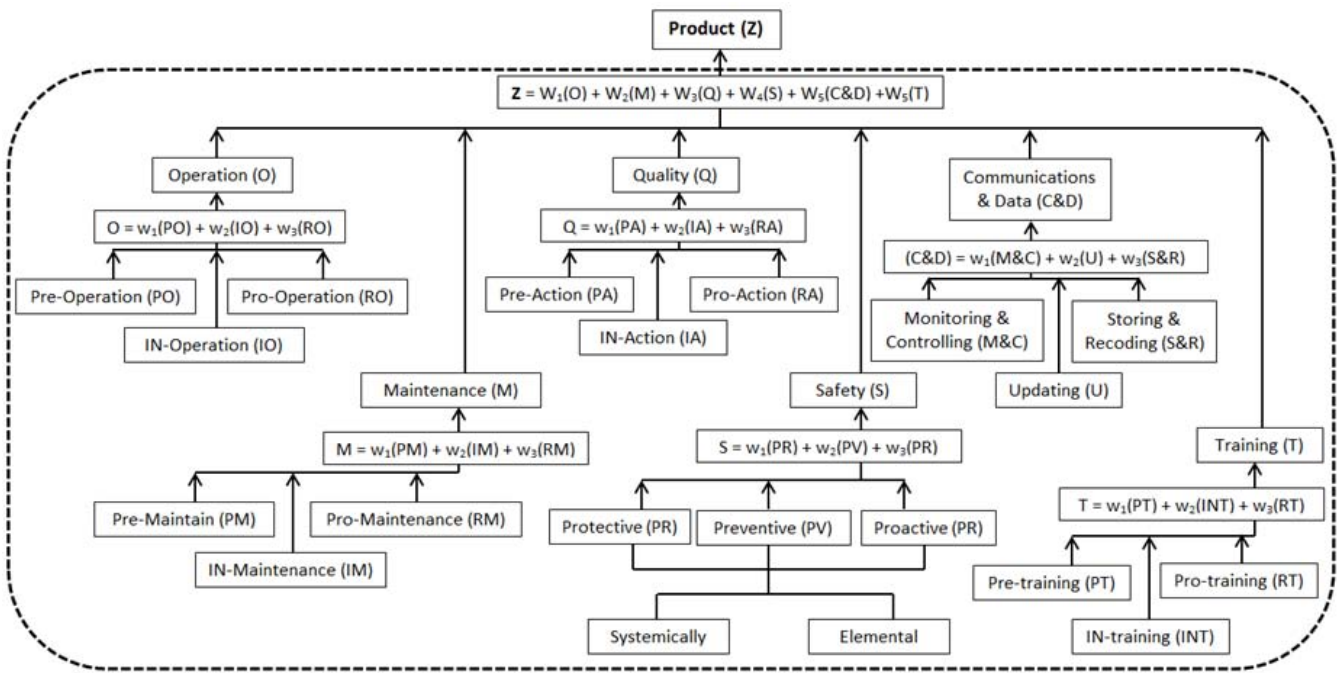 Product (Z)
Z = W₁(O) + W₂(M) + W₃(Q) + W₄(S) + W₅(C&D) +W₅(T)
Operation (O)
O = w₁(PO) + w₂(IO) + w₃(RO)
Pre-Operation (PO)
Pro-Operation (RO)
IN-Operation (IO)
Maintenance (M)
M = w₁(PM) + w₂(IM) + w₃(RM)
Pre-Maintain (PM)
Pro-Maintenance (RM)
IN-Maintenance (IM)
Quality (Q)
Q = w₁(PA) + w₂(IA) + w₃(RA)
Pre-Action (PA)
Pro-Action (RA)
IN-Action (IA)
Safety (S)
S = w₁(PR) + w₂(PV) + w₃(PR)
Protective (PR)
Preventive (PV)
Proactive (PR)
Systemically
Elemental
Communications
& Data (C&D)
(C&D) = w₁(M&C) + w₂(U) + w₃(S&R)
Monitoring &
Controlling (M&C)
Storing &
Recoding (S&R)
Updating (U)
Training (T)
T = w₁(PT) + w₂(INT) + w₃(RT)
Pre-training (PT)
Pro-training (RT)
IN-training (INT)